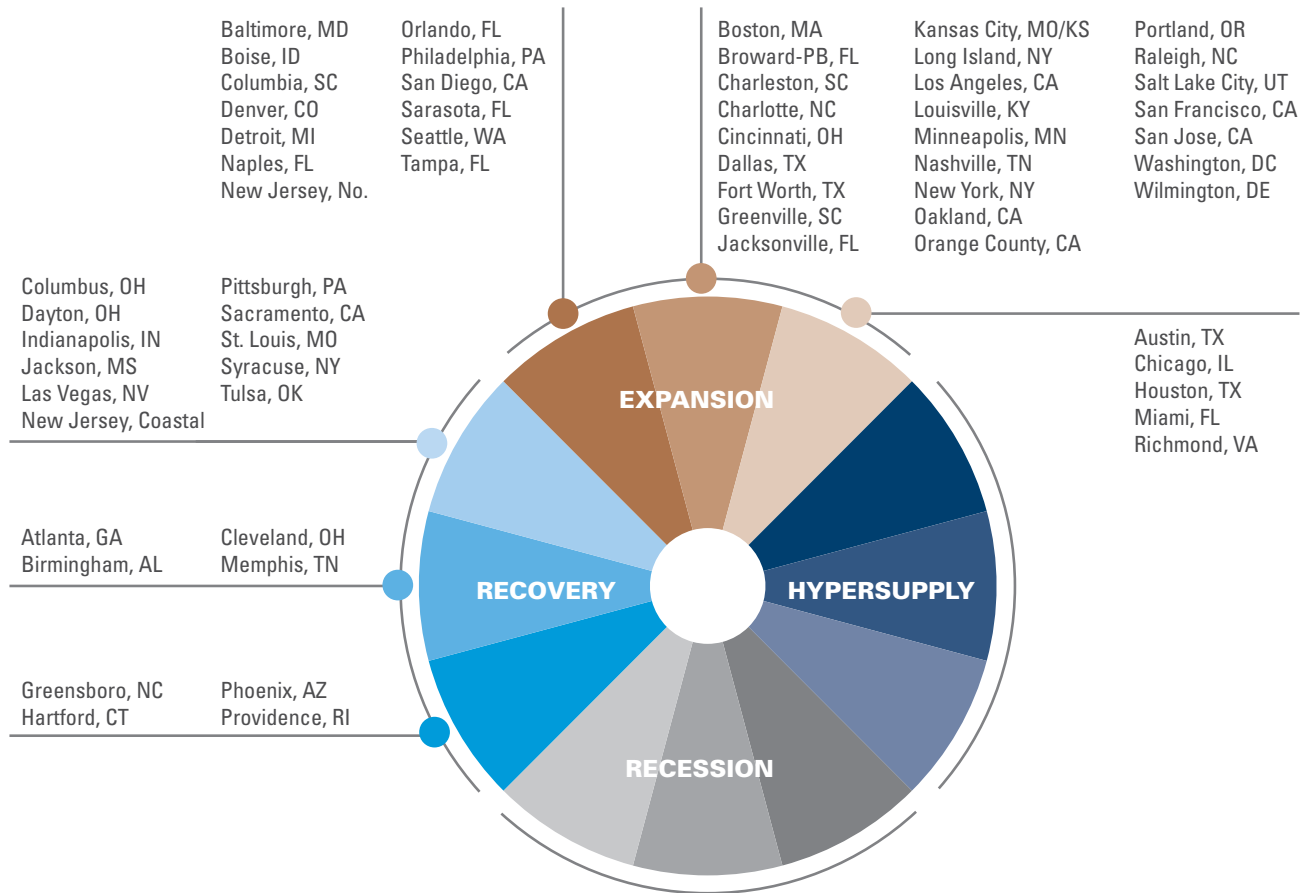 Baltimore, MD
Boise, ID
Columbia, SC
Denver, CO
Detroit, MI
Naples, FL
New Jersey, No.
Orlando, FL
Philadelphia, PA
San Diego, CA
Sarasota, FL
Seattle, WA
Tampa, FL
Boston, MA
Broward-PB, FL
Charleston, SC
Charlotte, NC
Cincinnati, OH
Dallas, TX
Fort Worth, TX
Greenville, SC
Jacksonville, FL
Kansas City, MO/KS
Long Island, NY
Los Angeles, CA
Louisville, KY
Minneapolis, MN
Nashville, TN
New York, NY
Oakland, CA
Orange County, CA
Portland, OR
Raleigh, NC
Salt Lake City, UT
San Francisco, CA
San Jose, CA
Washington, DC
Wilmington, DE
Columbus, OH
Dayton, OH
Indianapolis, IN
Jackson, MS
Las Vegas, NV
New Jersey, Coastal
Pittsburgh, PA
Sacramento, CA
St. Louis, MO
Syracuse, NY
Tulsa, OK
Austin, TX
Chicago, IL
Houston, TX
Miami, FL
Richmond, VA
EXPANSION
Atlanta, GA
Birmingham, AL
Cleveland, OH
Memphis, TN
RECOVERY
HYPERSUPPLY
Greensboro, NC
Hartford, CT
Phoenix, AZ
Providence, RI
RECESSION